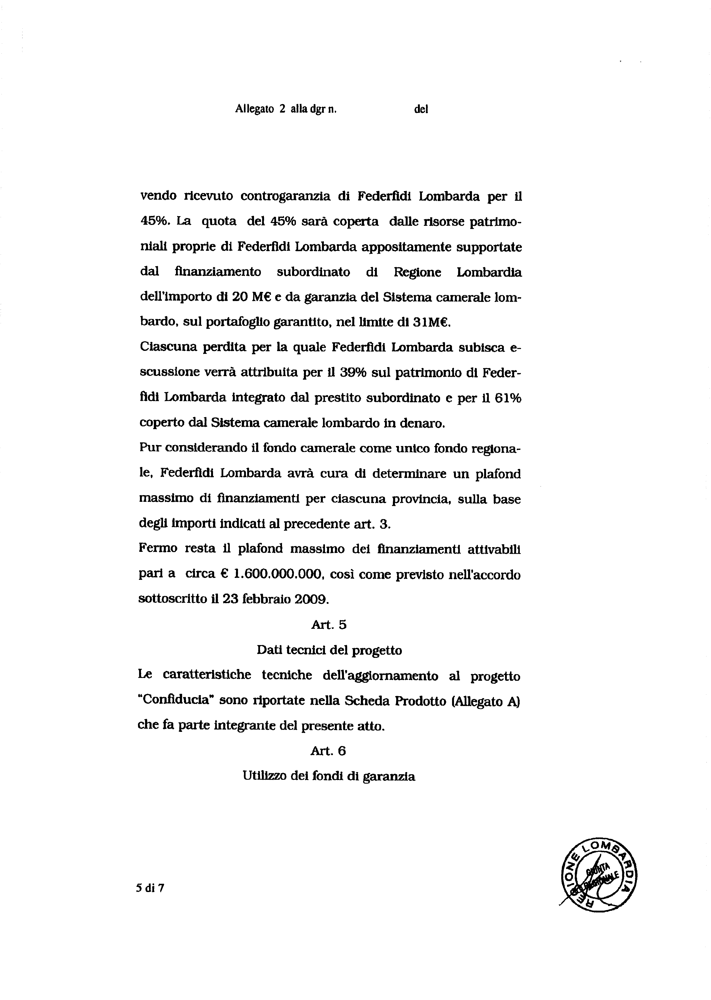 Allegato 2 alla dgr n. del
vendo ricevuto controgaranzia di Federfidi Lombarda per il
45%. La quota del 45% sarà coperta dalle risorse patrimo-
niali proprie di Federfidi Lombarda appositamente supportate
dal finanziamento subordinato di Regione Lombardia
dell'importo di 20 M€ e da garanzia del Sistema camerale lom-
bardo, sul portafoglio garantito, nel limite di 31M€.
Ciascuna perdita per la quale Federfidi Lombarda subisca e-
scussione verrà attribuita per il 39% sul patrimonio di Feder-
fidi Lombarda integrato dal prestito subordinato e per il 61%
coperto dal Sistema camerale lombardo in denaro.
Pur considerando il fondo camerale come unico fondo regiona-
le, Federfidi Lombarda avrà cura di determinare un plafond
massimo di finanziamenti per ciascuna provincia, sulla base
degli importi indicati al precedente art. 3.
Fermo resta il plafond massimo dei finanziamenti attivabili
pari a circa € 1.600.000.000, così come previsto nell'accordo
sottoscritto il 23 febbraio 2009.
Art. 5
Dati tecnici del progetto
Le caratteristiche tecniche dell'aggiornamento al progetto
"Confiducia" sono riportate nella Scheda Prodotto (Allegato A)
che fa parte integrante del presente atto.
Art. 6
Utilizzo dei fondi di garanzia
REGIONE LOMBARDIA
GIUNTA
REGIONALE
5 di 7